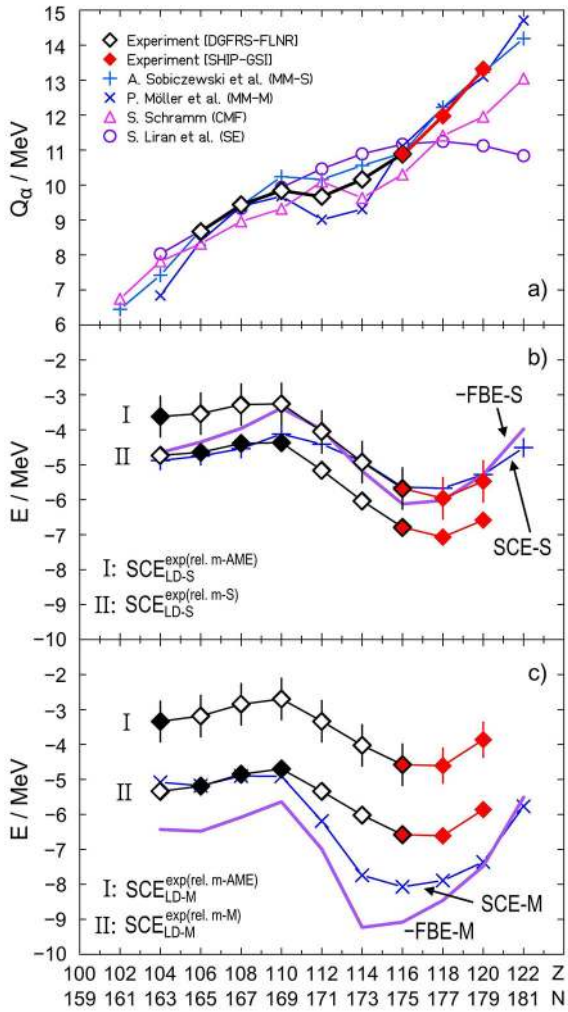 a)
Experiment [DGFRS-FLNR]
Experiment [SHIP-GSI]
A. Sobiczewski et al. (MM-S)
P. Möller et al. (MM-M)
S. Schramm (CMF)
S. Liran et al. (SE)
Qα / MeV
15
14
13
12
11
10
9
8
7
6
b)
E / MeV
−2
−3
−4
−5
−6
−7
−8
−9
−10
I
II
−FBE-S
SCE-S
I: SCE exp(rel. m-AME) LD-S
II: SCE exp(rel. m-S) LD-S
c)
E / MeV
−2
−3
−4
−5
−6
−7
−8
−9
−10
I
II
SCE-M
−FBE-M
I: SCE exp(rel. m-AME) LD-M
II: SCE exp(rel. m-M) LD-M
100 102 104 106 108 110 112 114 116 118 120 122 Z
159 161 163 165 167 169 171 173 175 177 179 181 N